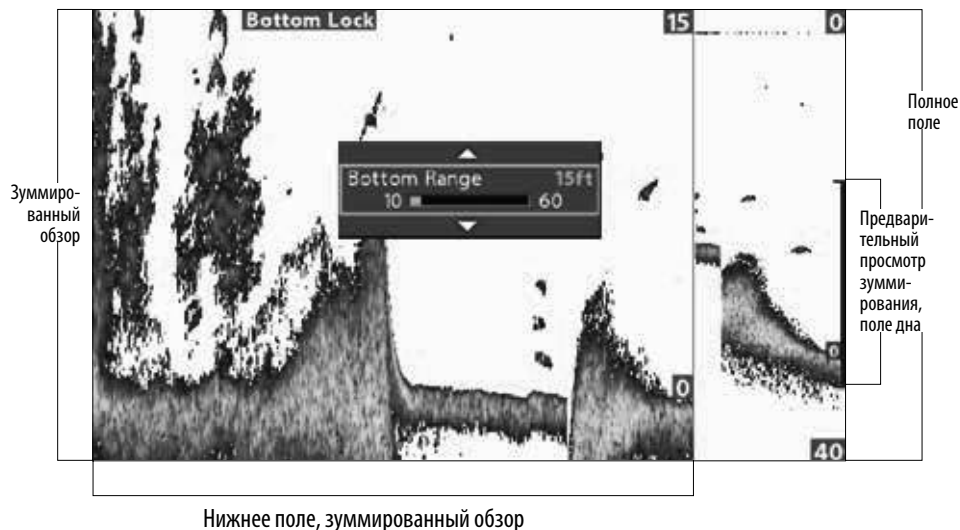 Bottom Lock
15
0
Полное
поле
Bottom Range 15ft
10 60
Зуммиро-
ванный
обзор
Предвари-
тельный
просмотр
зумми-
рования,
поле дна
0
0
40
Нижнее поле, зуммированный обзор